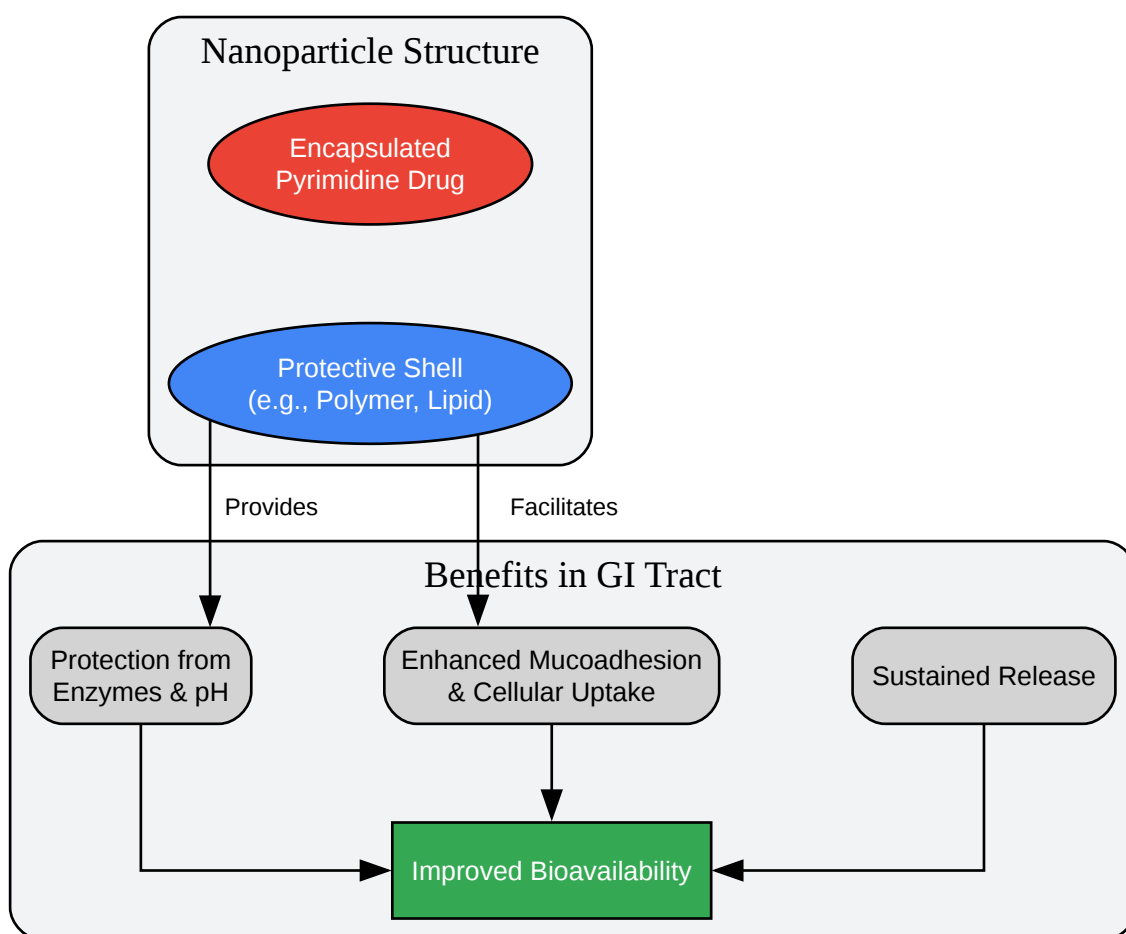 Nanoparticle Structure
Encapsulated
Pyrimidine Drug
Protective Shell
(e.g., Polymer, Lipid)
Provides
Facilitates
Benefits in GI Tract
Protection from
Enzymes & pH
Enhanced Mucoadhesion
& Cellular Uptake
Sustained Release
Improved Bioavailability